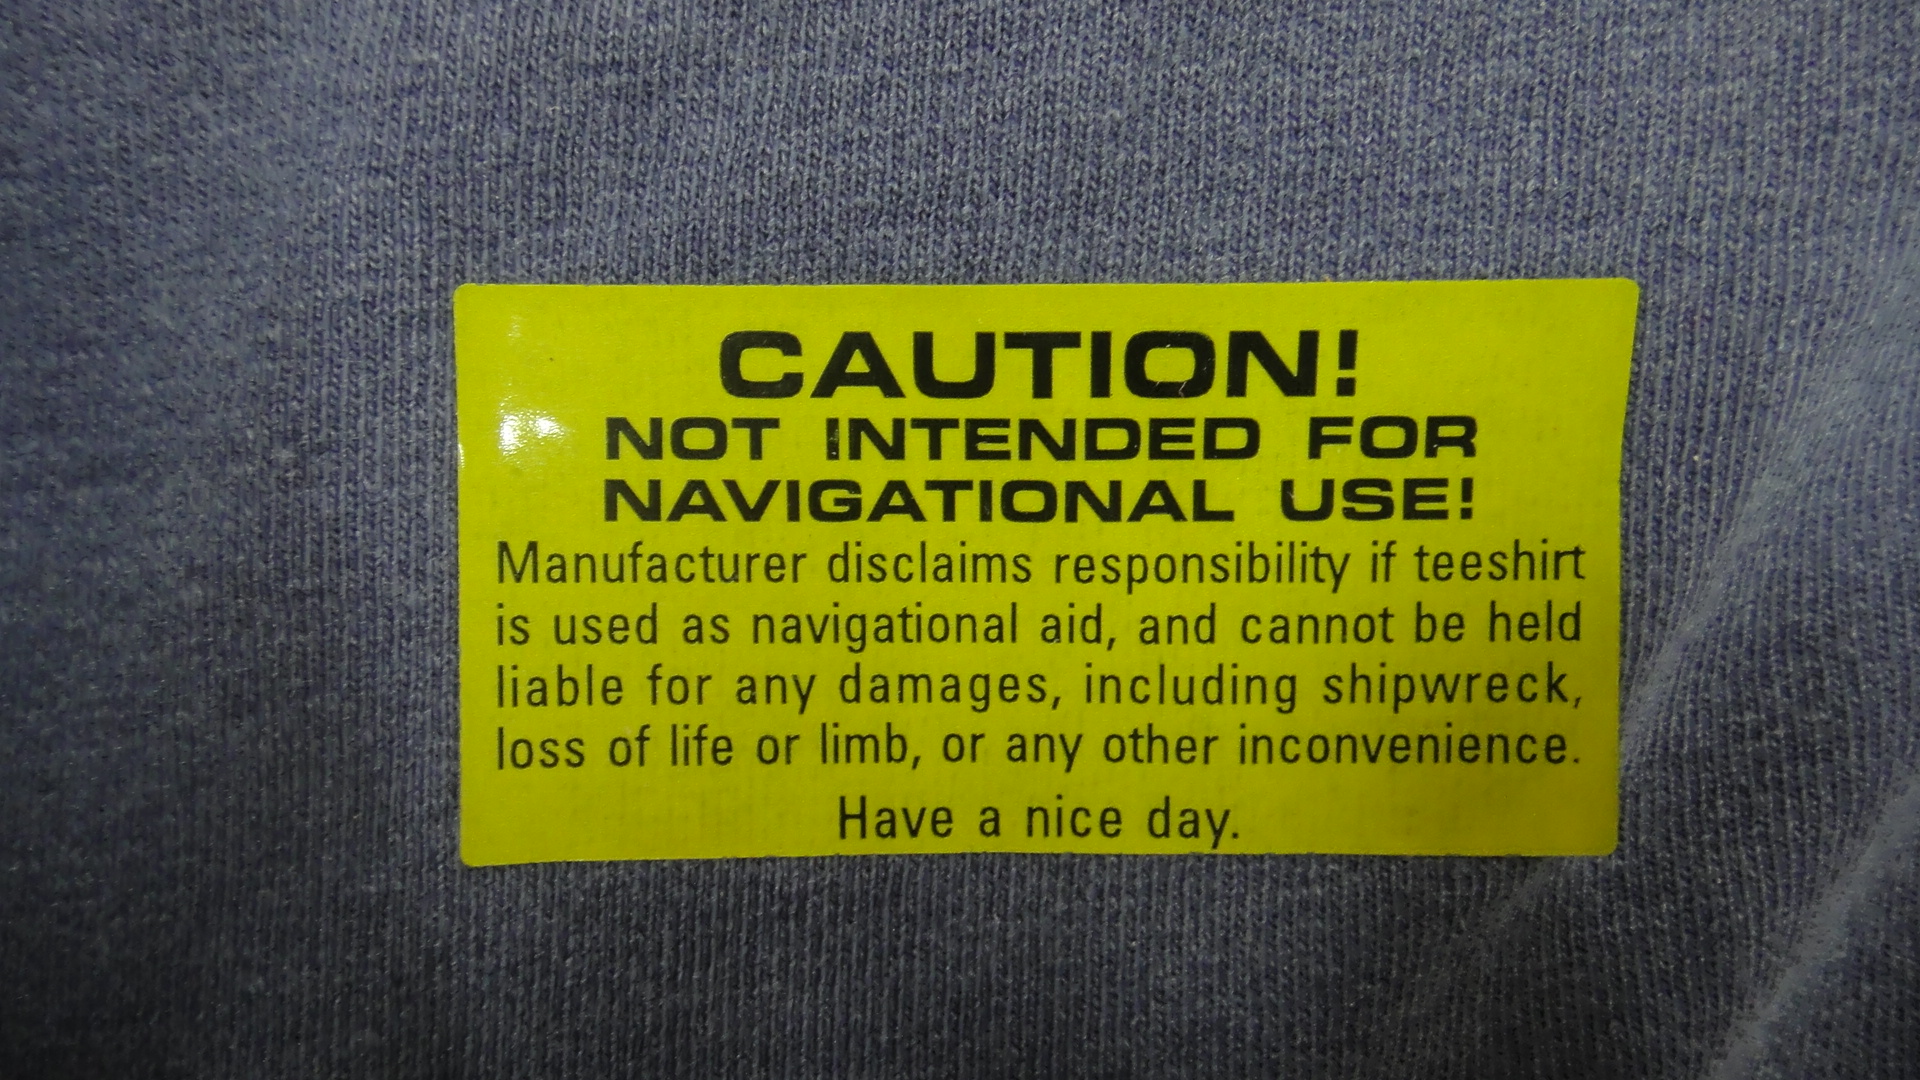 CAUTION!
NOT INTENDED FOR
NAVIGATIONAL USE!
Manufacturer disclaims responsibility if teeshirt
is used as navigational aid, and cannot be held
liable for any damages, including shipwreck,
loss of life or limb, or any other inconvenience.
Have a nice day.